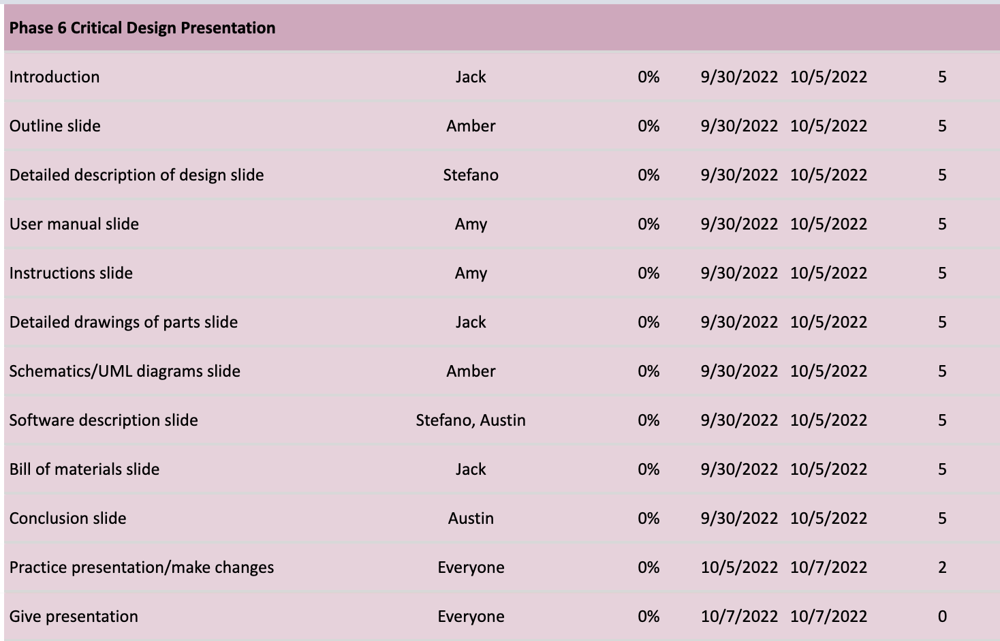 Phase 6 Critical Design Presentation
Introduction Jack 0% 9/30/2022 10/5/2022 5
Outline slide Amber 0% 9/30/2022 10/5/2022 5
Detailed description of design slide Stefano 0% 9/30/2022 10/5/2022 5
User manual slide Amy 0% 9/30/2022 10/5/2022 5
Instructions slide Amy 0% 9/30/2022 10/5/2022 5
Detailed drawings of parts slide Jack 0% 9/30/2022 10/5/2022 5
Schematics/UML diagrams slide Amber 0% 9/30/2022 10/5/2022 5
Software description slide Stefano, Austin 0% 9/30/2022 10/5/2022 5
Bill of materials slide Jack 0% 9/30/2022 10/5/2022 5
Conclusion slide Austin 0% 9/30/2022 10/5/2022 5
Practice presentation/make changes Everyone 0% 10/5/2022 10/7/2022 2
Give presentation Everyone 0% 10/7/2022 10/7/2022 0